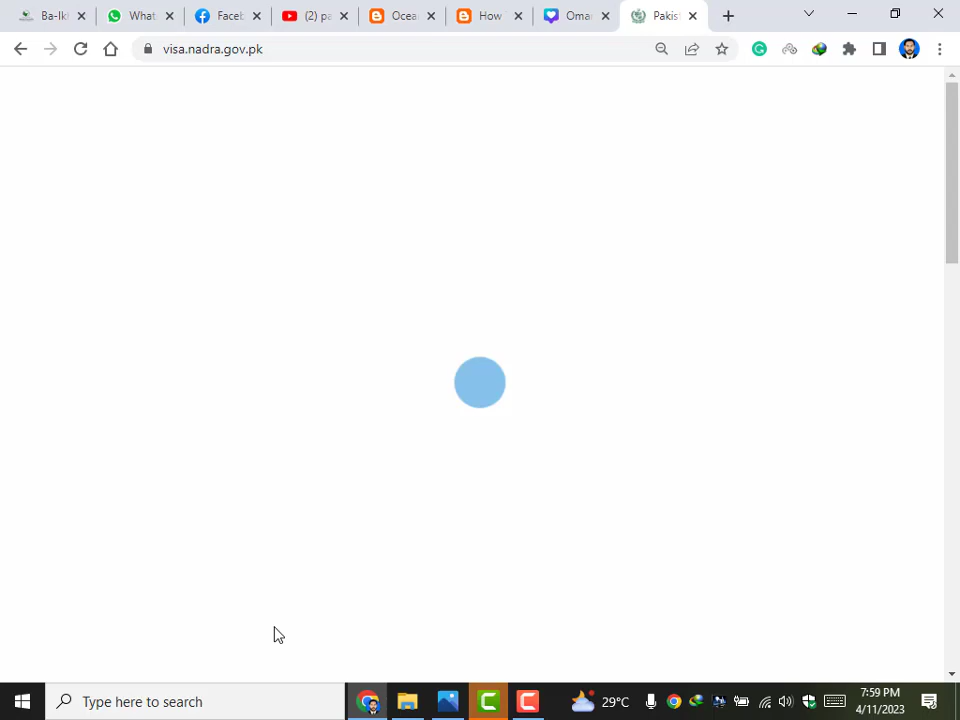 Ba-Ik
What
Faceb
(2) pa
Ocea
How
Oman
Pakis
visa.nadra.gov.pk
Type here to search
29°C
7:59 PM
4/11/2023